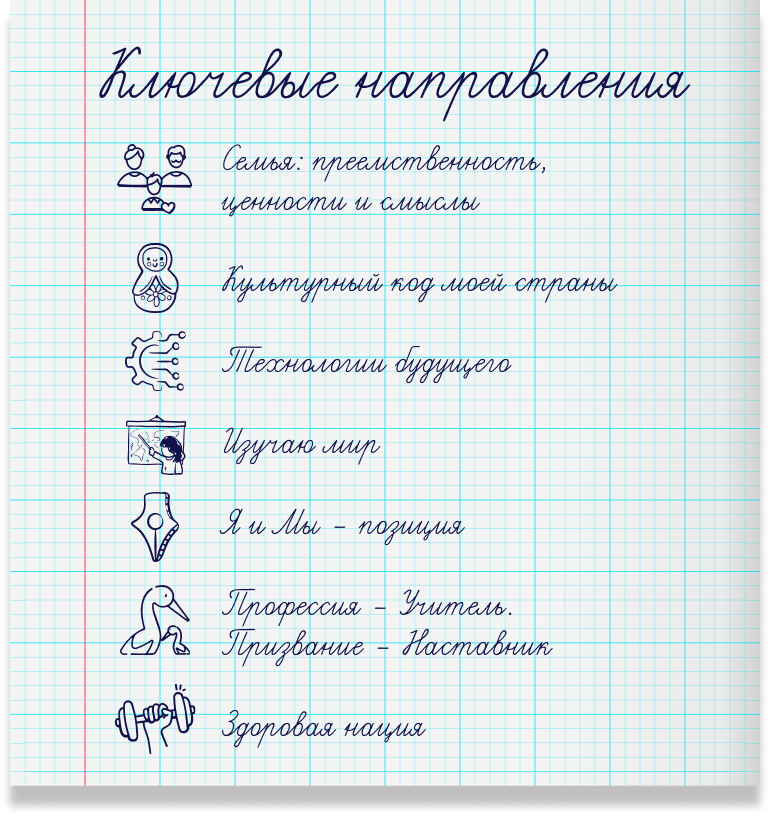 Ключевые направления
Семья: преемственность,
ценности и смыслы
Культурный код моей страны
Технологии будущего
Изучаю мир
Я и Мы – позиция
Профессия – Учитель.
Призвание – Наставник
Здоровая нация